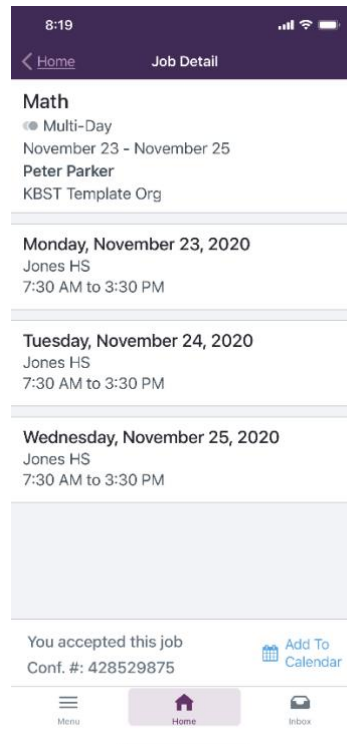 8:19
Home
Job Detail
Math
Multi-Day
November 23 - November 25
Peter Parker
KBST Template Org
Monday, November 23, 2020
Jones HS
7:30 AM to 3:30 PM
Tuesday, November 24, 2020
Jones HS
7:30 AM to 3:30 PM
Wednesday, November 25, 2020
Jones HS
7:30 AM to 3:30 PM
You accepted this job
Conf. #: 428529875
Add To
Calendar
Menu
Home
Inbox